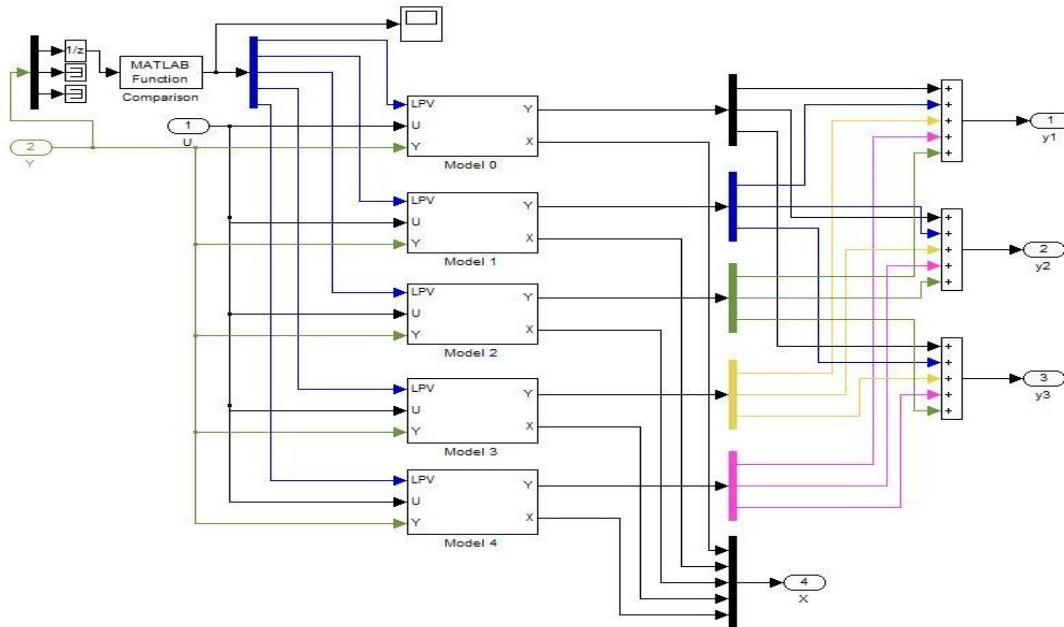 1/z
MATLAB
Function
Comparison
1
U
2
Y
LPV
U
Y
Y
X
Model 0
LPV
U
Y
Y
X
Model 1
LPV
U
Y
Y
X
Model 2
LPV
U
Y
Y
X
Model 3
LPV
U
Y
Y
X
Model 4
+
+
+
+
+
1
y1
+
+
+
+
+
2
y2
+
+
+
+
+
3
y3
4
X